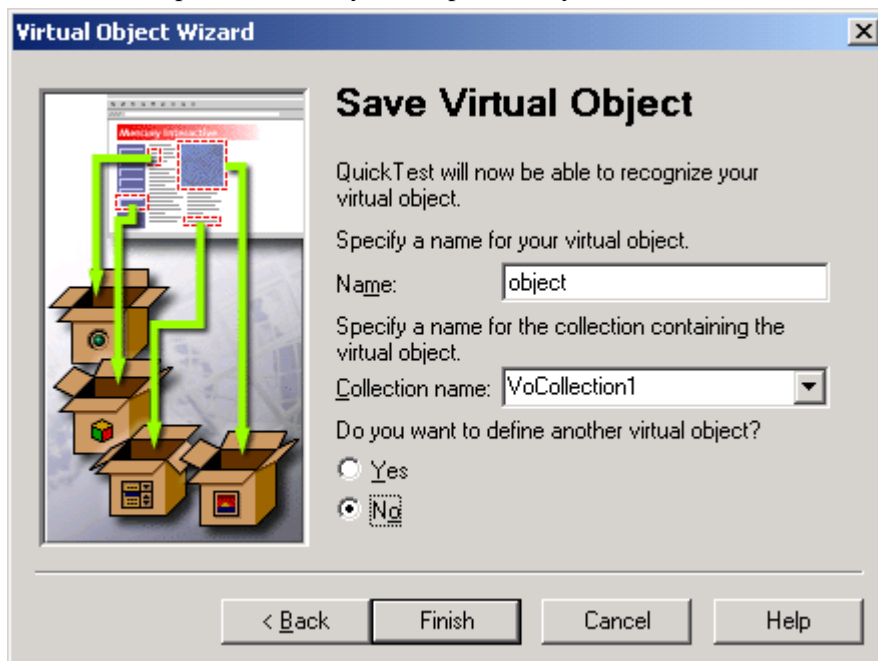 Virtual Object Wizard
Mercury Interactive
Save Virtual Object
QuickTest will now be able to recognize your
virtual object.
Specify a name for your virtual object.
Name: object
Specify a name for the collection containing the
virtual object.
Collection name: VoCollection1
Do you want to define another virtual object?
Yes
No
< Back Finish Cancel Help